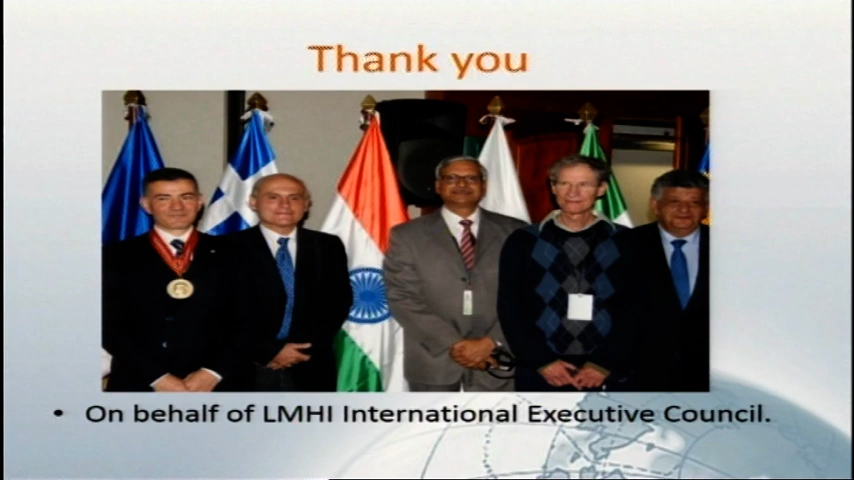 Thank you
• On behalf of LMHI International Executive Council.